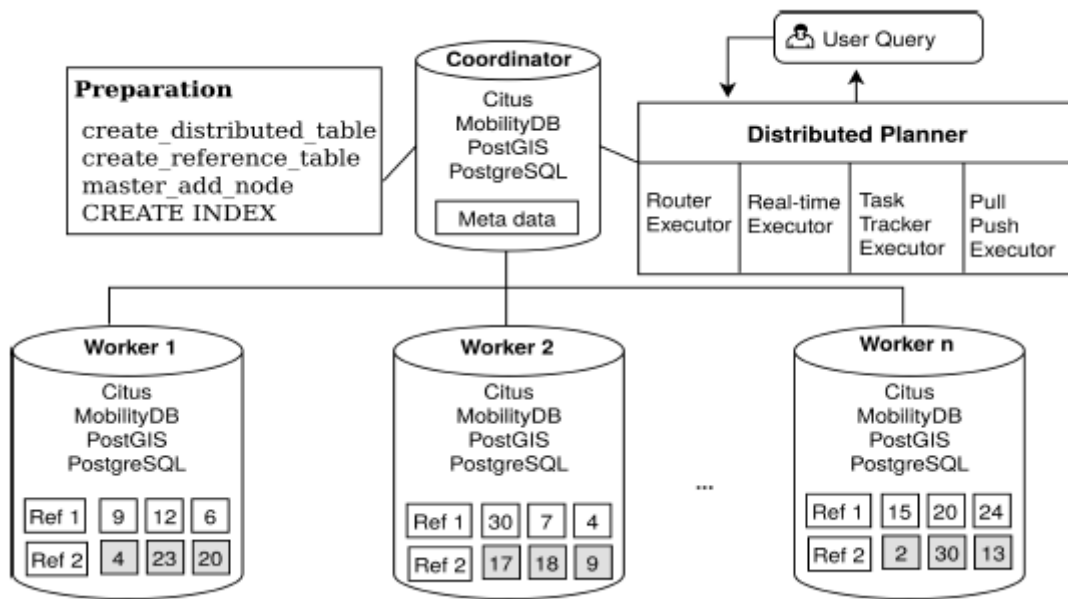 User Query
Coordinator
Citus
MobilityDB
PostGIS
PostgreSQL
Meta data
Preparation
create_distributed_table
create_reference_table
master_add_node
CREATE INDEX
Distributed Planner
Router
Executor
Real-time
Executor
Task
Tracker
Executor
Pull
Push
Executor
Worker 1
Citus
MobilityDB
PostGIS
PostgreSQL
Ref 1 9 12 6
Ref 2 4 23 20
Worker 2
Citus
MobilityDB
PostGIS
PostgreSQL
Ref 1 30 7 4
Ref 2 17 18 9
...
Worker n
Citus
MobilityDB
PostGIS
PostgreSQL
Ref 1 15 20 24
Ref 2 2 30 13